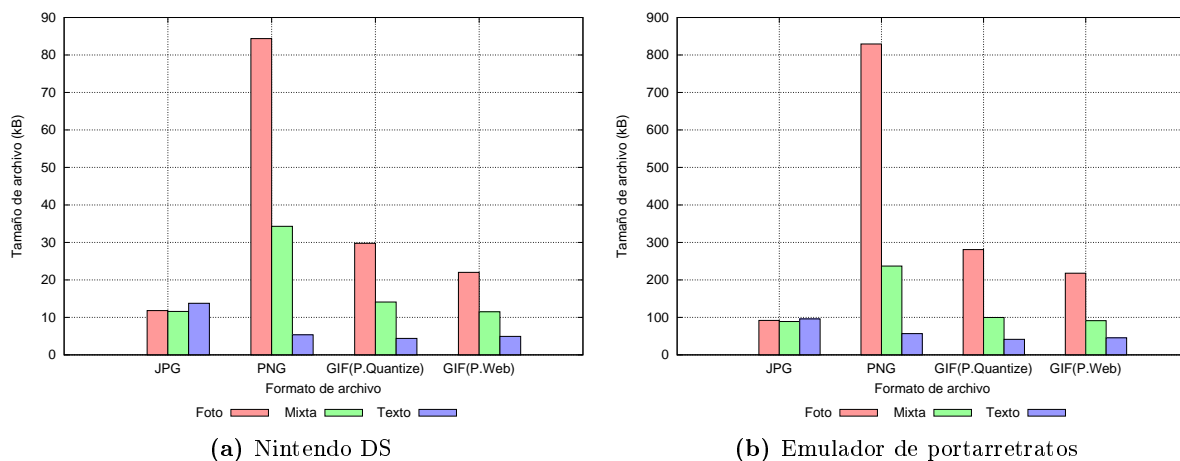 Tamaño de archivo (kB)
90
80
70
60
50
40
30
20
10
0
JPG PNG GIF(P.Quantize) GIF(P.Web)
Formato de archivo
Foto Mixta Texto
(a) Nintendo DS
Tamaño de archivo (kB)
900
800
700
600
500
400
300
200
100
0
JPG PNG GIF(P.Quantize) GIF(P.Web)
Formato de archivo
Foto Mixta Texto
(b) Emulador de portarretratos